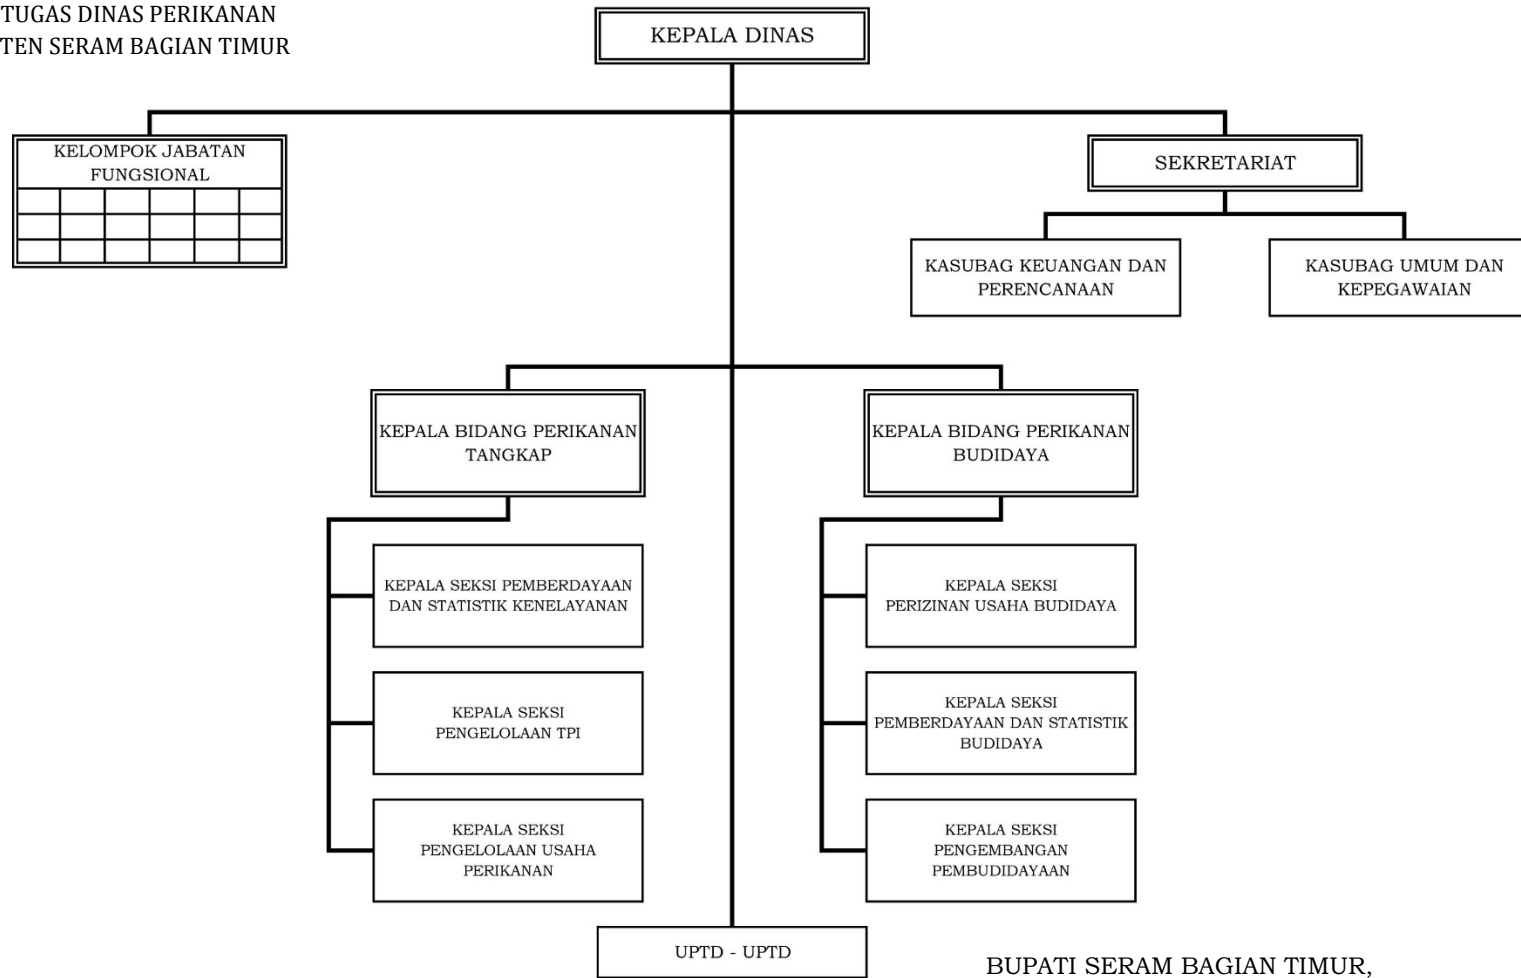 TUGAS DINAS PERIKANAN
TEN SERAM BAGIAN TIMUR
KEPALA DINAS
KELOMPOK JABATAN
FUNGSIONAL
SEKRETARIAT
KASUBAG KEUANGAN DAN
PERENCANAAN
KASUBAG UMUM DAN
KEPEGAWAIAN
KEPALA BIDANG PERIKANAN
TANGKAP
KEPALA BIDANG PERIKANAN
BUDIDAYA
KEPALA SEKSI PEMBERDAYAAN
DAN STATISTIK KENELAYANAN
KEPALA SEKSI
PERIZINAN USAHA BUDIDAYA
KEPALA SEKSI
PENGELOLAAN TPI
KEPALA SEKSI
PEMBERDAYAAN DAN STATISTIK
BUDIDAYA
KEPALA SEKSI
PENGELOLAAN USAHA
PERIKANAN
KEPALA SEKSI
PENGEMBANGAN
PEMBUDIDAYAAN
UPTD - UPTD
BUPATI SERAM BAGIAN TIMUR,